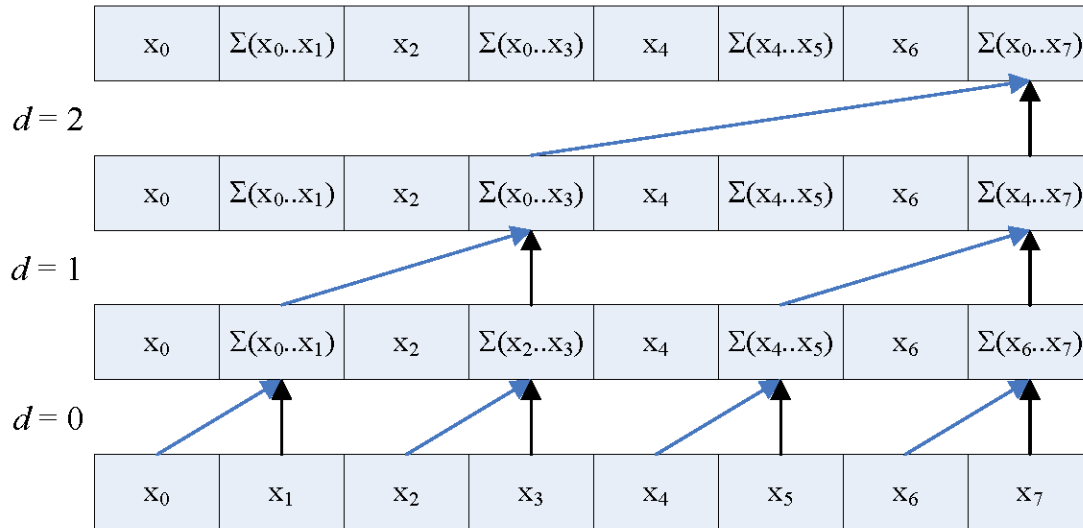 x₀ Σ(x₀..x₁) x₂ Σ(x₀..x₃) x₄ Σ(x₄..x₅) x₆ Σ(x₀..x₇)
d = 2
x₀ Σ(x₀..x₁) x₂ Σ(x₀..x₃) x₄ Σ(x₄..x₅) x₆ Σ(x₄..x₇)
d = 1
x₀ Σ(x₀..x₁) x₂ Σ(x₂..x₃) x₄ Σ(x₄..x₅) x₆ Σ(x₆..x₇)
d = 0
x₀ x₁ x₂ x₃ x₄ x₅ x₆ x₇